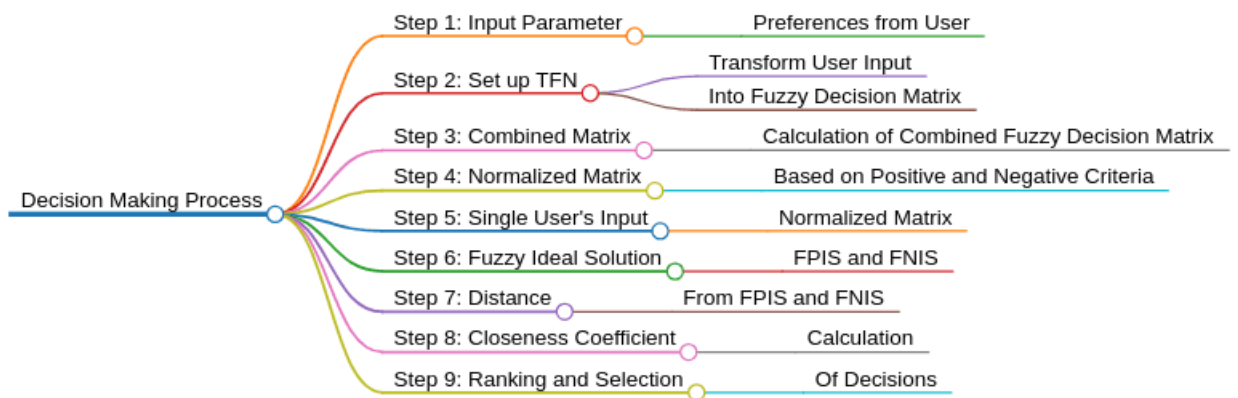 Decision Making Process
Step 1: Input Parameter
Preferences from User
Step 2: Set up TFN
Transform User Input
Into Fuzzy Decision Matrix
Step 3: Combined Matrix
Calculation of Combined Fuzzy Decision Matrix
Step 4: Normalized Matrix
Based on Positive and Negative Criteria
Step 5: Single User's Input
Normalized Matrix
Step 6: Fuzzy Ideal Solution
FPIS and FNIS
Step 7: Distance
From FPIS and FNIS
Step 8: Closeness Coefficient
Calculation
Step 9: Ranking and Selection
Of Decisions